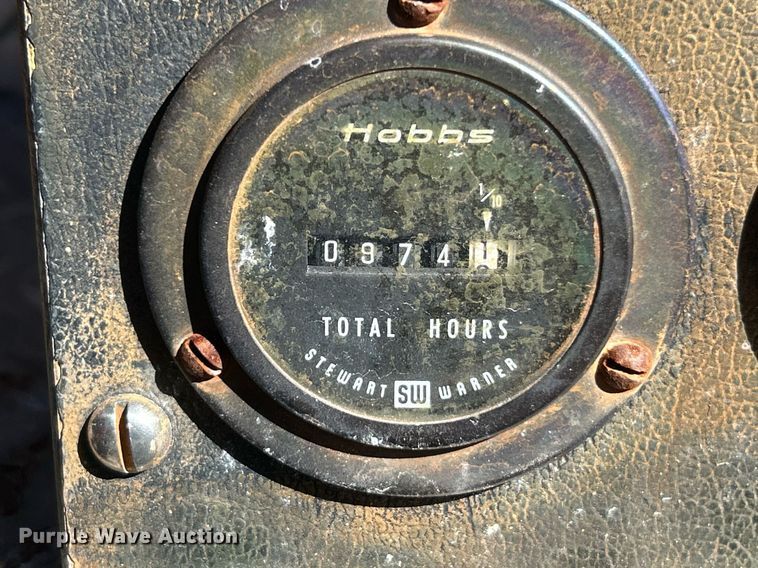 Hobbs
1/10
0974
TOTAL HOURS
STEWART SW WARNER
Purple Wave Auction